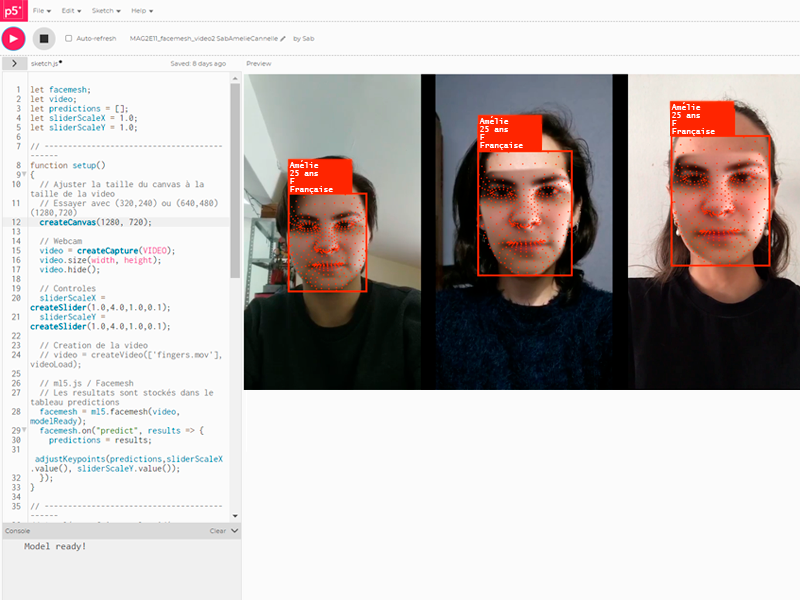 p5*
File Edit Sketch Help
Auto-refresh MAG2E11_facemesh_video2 SabAmelieCannelle by Sab
sketch.js Saved: 8 days ago Preview
1 let facemesh;
2 let video;
3 let predictions = [];
4 let sliderScaleX = 1.0;
5 let sliderScaleY = 1.0;
6
7 // --------------------------------------
------
8 function setup()
9 {
10 // Ajuster la taille du canvas à la
taille de la video
11 // Essayer avec (320,240) ou (640,480)
(1280,720)
12 createCanvas(1280, 720);
13
14 // Webcam
15 video = createCapture(VIDEO);
16 video.size(width, height);
17 video.hide();
18
19 // Controles
20 sliderScaleX =
createSlider(1.0,4.0,1.0,0.1);
21 sliderScaleY =
createSlider(1.0,4.0,1.0,0.1);
22
23 // Creation de la video
24 // video = createVideo(['fingers.mov'],
videoLoad);
25
26 // ml5.js / Facemesh
27 // Les resultats sont stockés dans le
tableau predictions
28 facemesh = ml5.facemesh(video,
modelReady);
29 facemesh.on("predict", results => {
30 predictions = results;
31
adjustKeypoints(predictions,sliderScaleX
.value(), sliderScaleY.value());
32 });
33 }
34
35 // --------------------------------------
------
Console Clear
Model ready!
Amélie
25 ans
F
Française
Amélie
25 ans
F
Française
Amélie
25 ans
F
Française